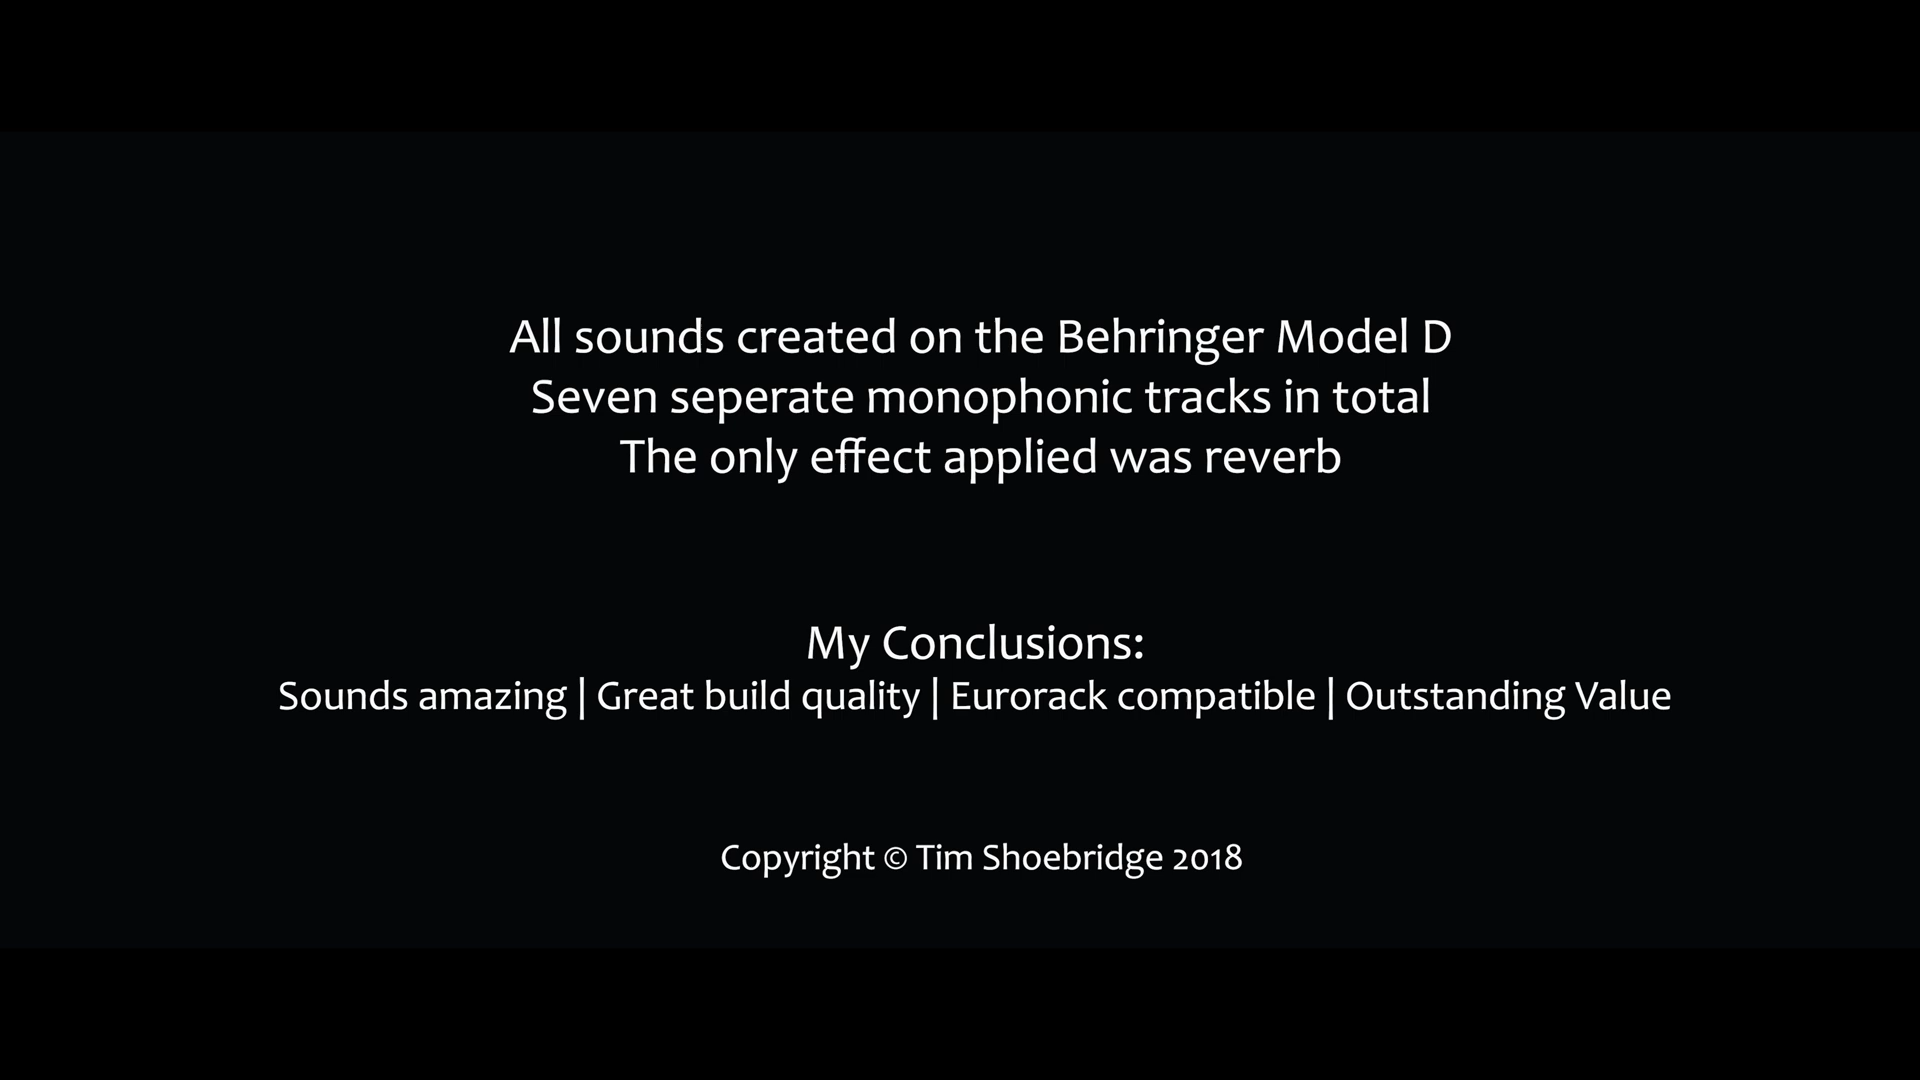 All sounds created on the Behringer Model D
Seven seperate monophonic tracks in total
The only effect applied was reverb
My Conclusions:
Sounds amazing | Great build quality | Eurorack compatible | Outstanding Value
Copyright © Tim Shoebridge 2018